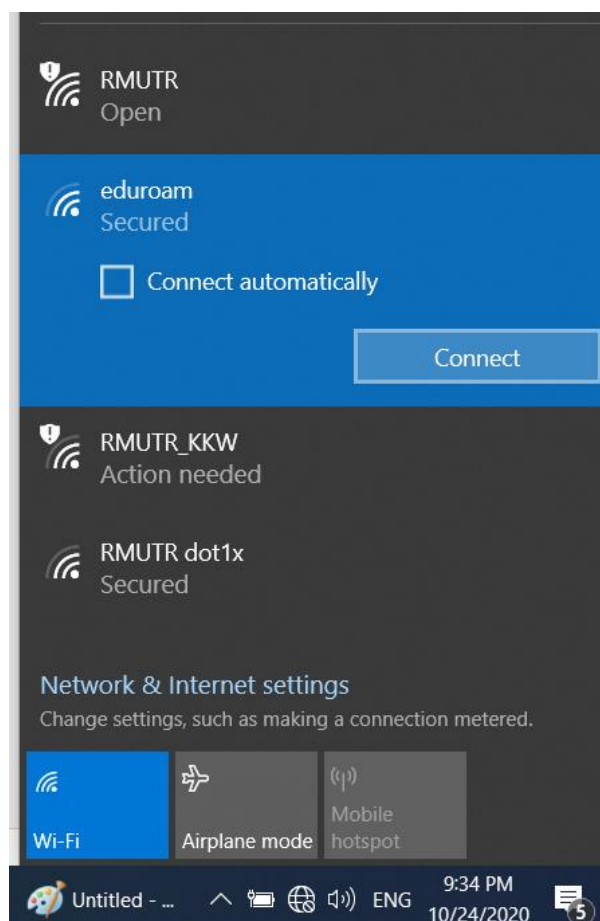 RMUTR
Open
eduroam
Secured
Connect automatically
Connect
RMUTR_KKW
Action needed
RMUTR dot1x
Secured
Network & Internet settings
Change settings, such as making a connection metered.
Wi-Fi
Airplane mode
Mobile
hotspot
Untitled - ...
ENG
9:34 PM
10/24/2020
5